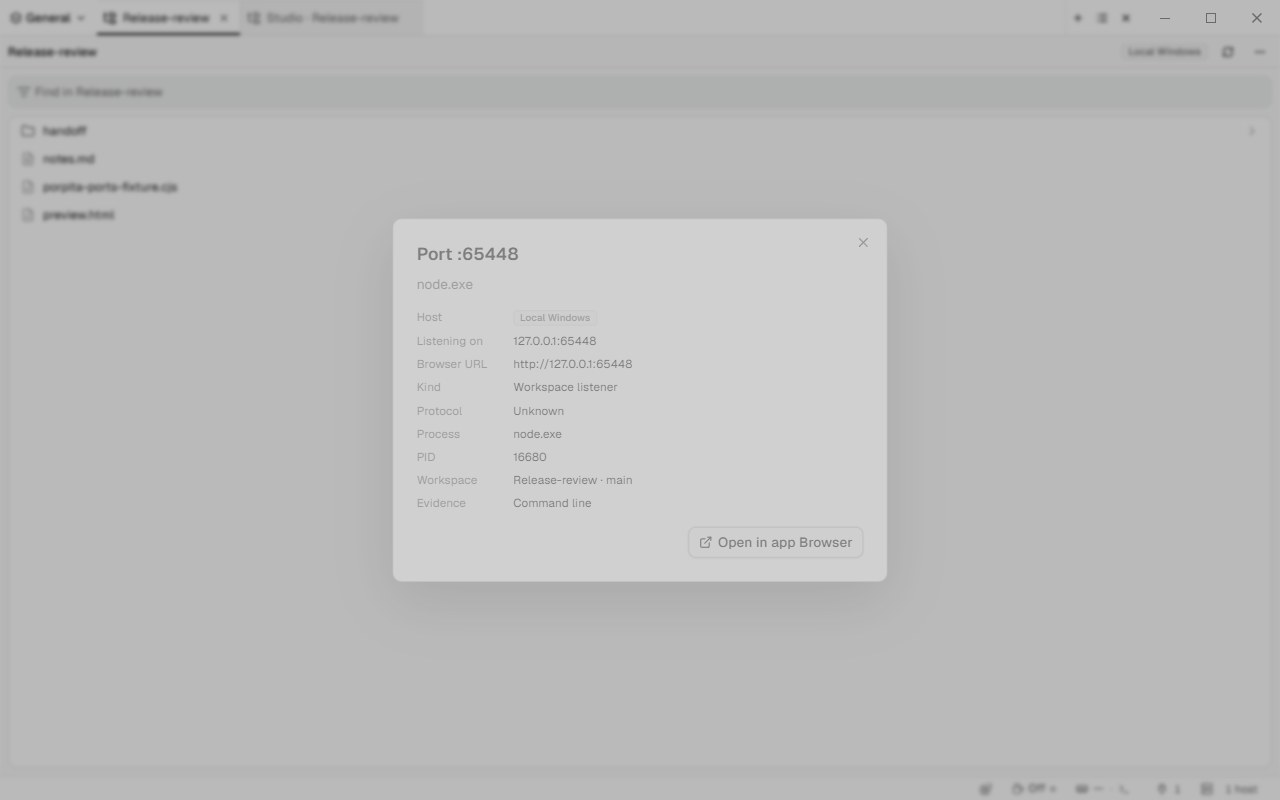 General
Release-review
Studio · Release-review
Release-review
Local Windows
Find in Release-review
handoff
notes.md
porpita-ports-fixture.cjs
preview.html
Port :65448
node.exe
Host Local Windows
Listening on 127.0.0.1:65448
Browser URL http://127.0.0.1:65448
Kind Workspace listener
Protocol Unknown
Process node.exe
PID 16680
Workspace Release-review · main
Evidence Command line
Open in app Browser
Off
1
1 host